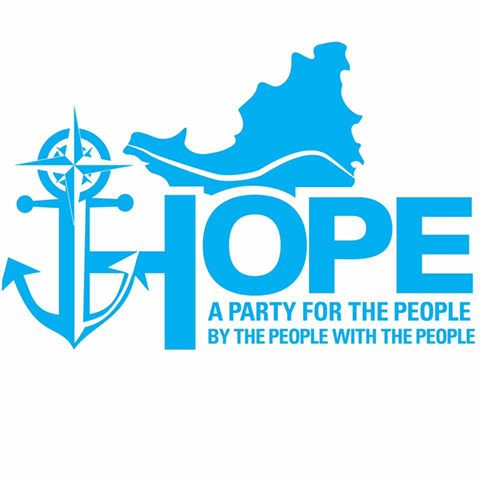 HOPE
A PARTY FOR THE PEOPLE
BY THE PEOPLE WITH THE PEOPLE